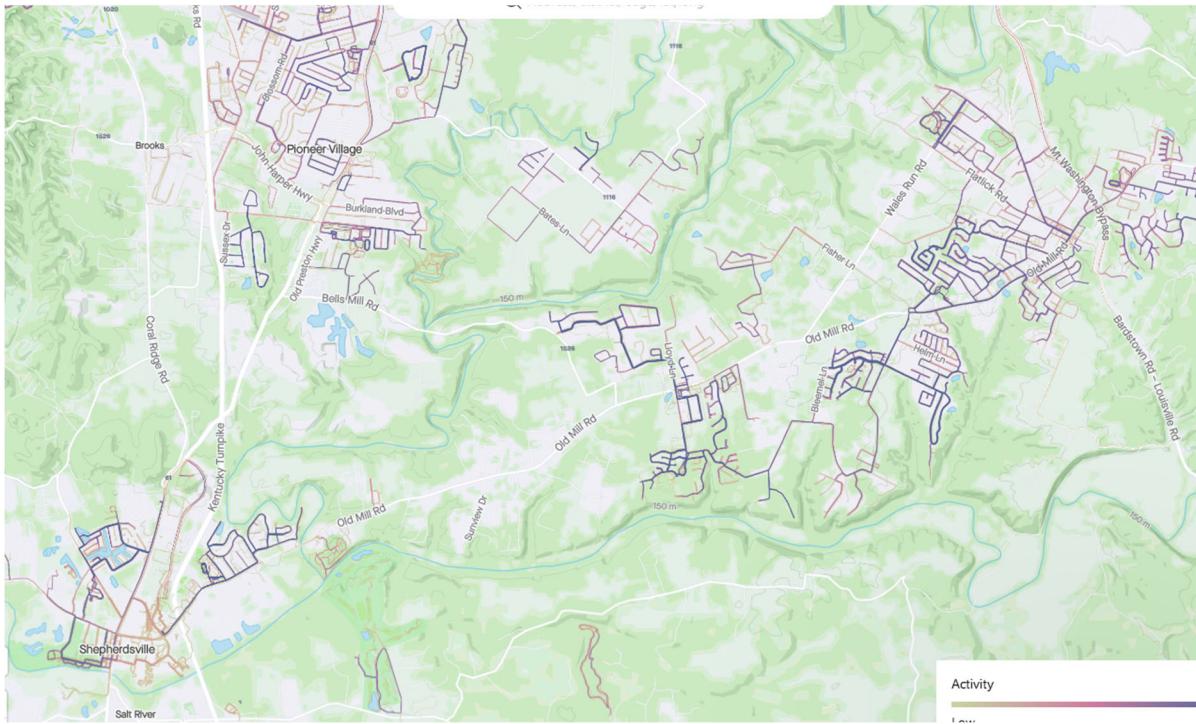 1020
1116
Blossom Rd
61
1526
Brooks
Pioneer Village
John Harper Hwy
Mt Washington Bypass
Flatlick Rd
Wales Run Rd
1116
Burkland Blvd
Bates Ln
Sussex Dr
Old Preston Hwy
Fisher Ln
Old Mill Rd
Bells Mill Rd
150 m
Coral Ridge Rd
Old Mill Rd
Bardstown Rd - Louisville Rd
1526
Lloyd Ln
Helm Ln
Bleemel Ln
Old Mill Rd
Kentucky Turnpike
61
Sunview Dr
Old Mill Rd
150 m
150 m
Shepherdsville
Salt River
Activity